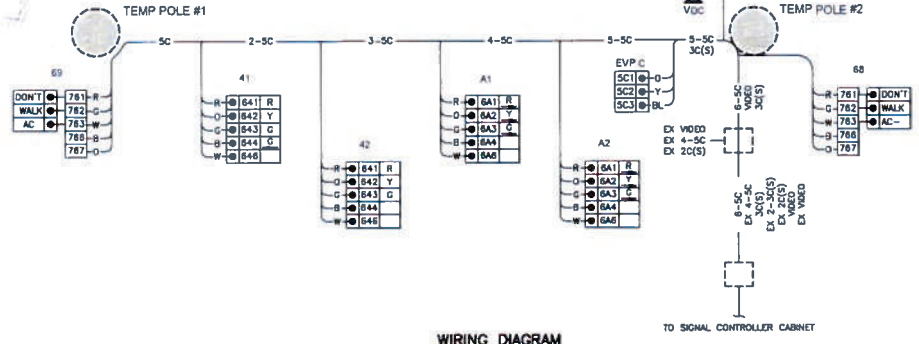 TEMP POLE #1
VDC
TEMP POLE #2
5C
2-5C
3-5C
4-5C
5-5C
5-5C
3C(S)
69
DON'T 761 R
WALK 762 G
AC 763 W
766 B
767 O
41
R 641 R
O 642 Y
G 643 G
B 644 G
W 646
42
R 641 R
O 642 Y
G 643 G
B 644
W 646
A1
R 6A1 R
O 6A2 Y
G 6A3 G
B 6A4
W 6A6
A2
R 6A1 R
O 6A2 Y
G 6A3 G
B 6A4
W 6A6
EVP C
5C1 O
5C2 Y
5C3 BL
6-5C
VIDEO
3C(S)
EX VIDEO
EX 4-5C
EX 2C(S)
68
R 761 DON'T
G 762 WALK
W 763 AC-
B 766
O 767
6-5C
EX 4-5C
3C(S)
EX 2-3C(S)
EX 2C(S)
VIDEO
EX VIDEO
TO SIGNAL CONTROLLER CABINET
WIRING DIAGRAM